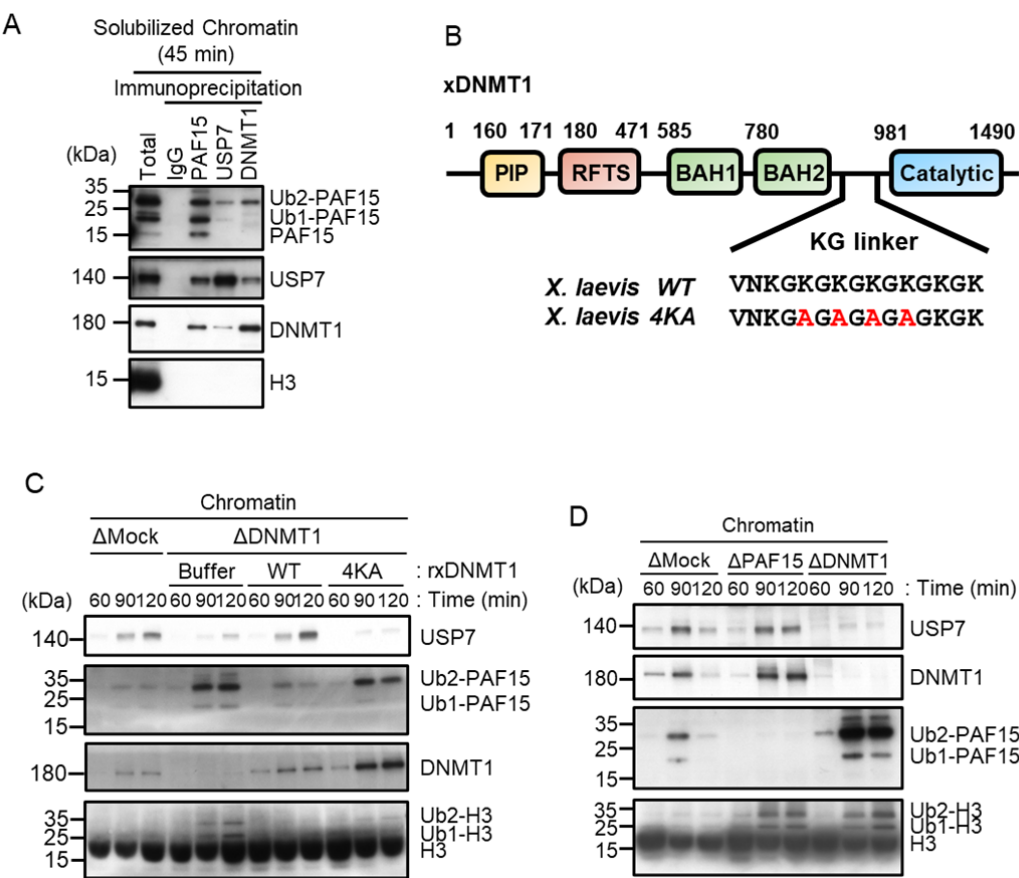 A
Solubilized Chromatin
(45 min)
Immunoprecipitation
(kDa)
Total
IgG
PAF15
USP7
DNMT1
35
25
15
Ub2-PAF15
Ub1-PAF15
PAF15
140
USP7
180
DNMT1
15
H3
B
xDNMT1
1 160 171 180 471 585 780 981 1490
PIP RFTS BAH1 BAH2 Catalytic
KG linker
X. laevis WT VNKGKGKGKGKGKGK
X. laevis 4KA VNKGAGAGAGAGKGK
C
Chromatin
ΔMock ΔDNMT1
Buffer WT 4KA : rxDNMT1
(kDa) 60 90 120 60 90 120 60 90 120 60 90 120 : Time (min)
140
USP7
35
25
15
Ub2-PAF15
Ub1-PAF15
180
DNMT1
35
25
15
Ub2-H3
Ub1-H3
H3
D
Chromatin
ΔMock ΔPAF15 ΔDNMT1
(kDa) 60 90 120 60 90 120 60 90 120 : Time (min)
140
USP7
180
DNMT1
35
25
15
Ub2-PAF15
Ub1-PAF15
35
25
15
Ub2-H3
Ub1-H3
H3